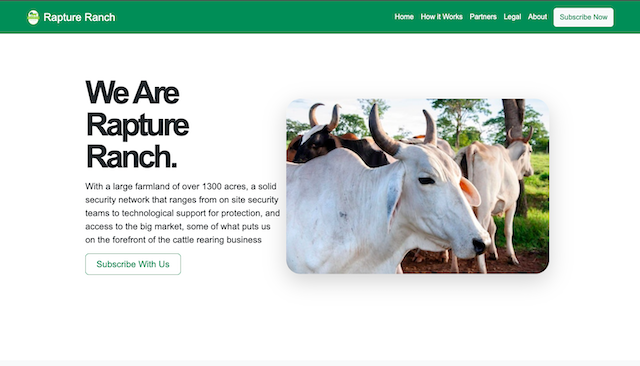 Rapture Ranch
Home How it Works Partners Legal About Subscribe Now
We Are
Rapture
Ranch.
With a large farmland of over 1300 acres, a solid
security network that ranges from on site security
teams to technological support for protection, and
access to the big market, some of what puts us
on the forefront of the cattle rearing business
Subscribe With Us